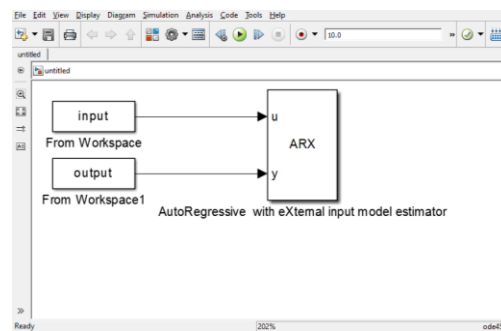 File Edit View Display Diagram Simulation Analysis Code Tools Help
10.0
untitled
untitled
input
From Workspace
output
From Workspace1
u
y
ARX
AutoRegressive with eXternal input model estimator
Ready
202%
ode45